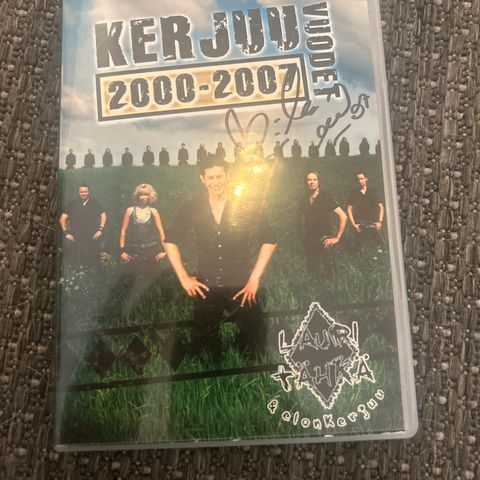 KERJUU
VUODET
2000-2007
LAURI
TÄHKÄ
& elonkerjuu